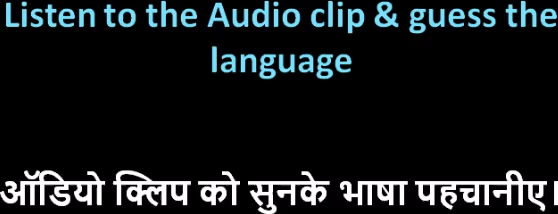 Listen to the Audio clip & guess the
language
ऑडियो क्लिप को सुनके भाषा पहचानीए।